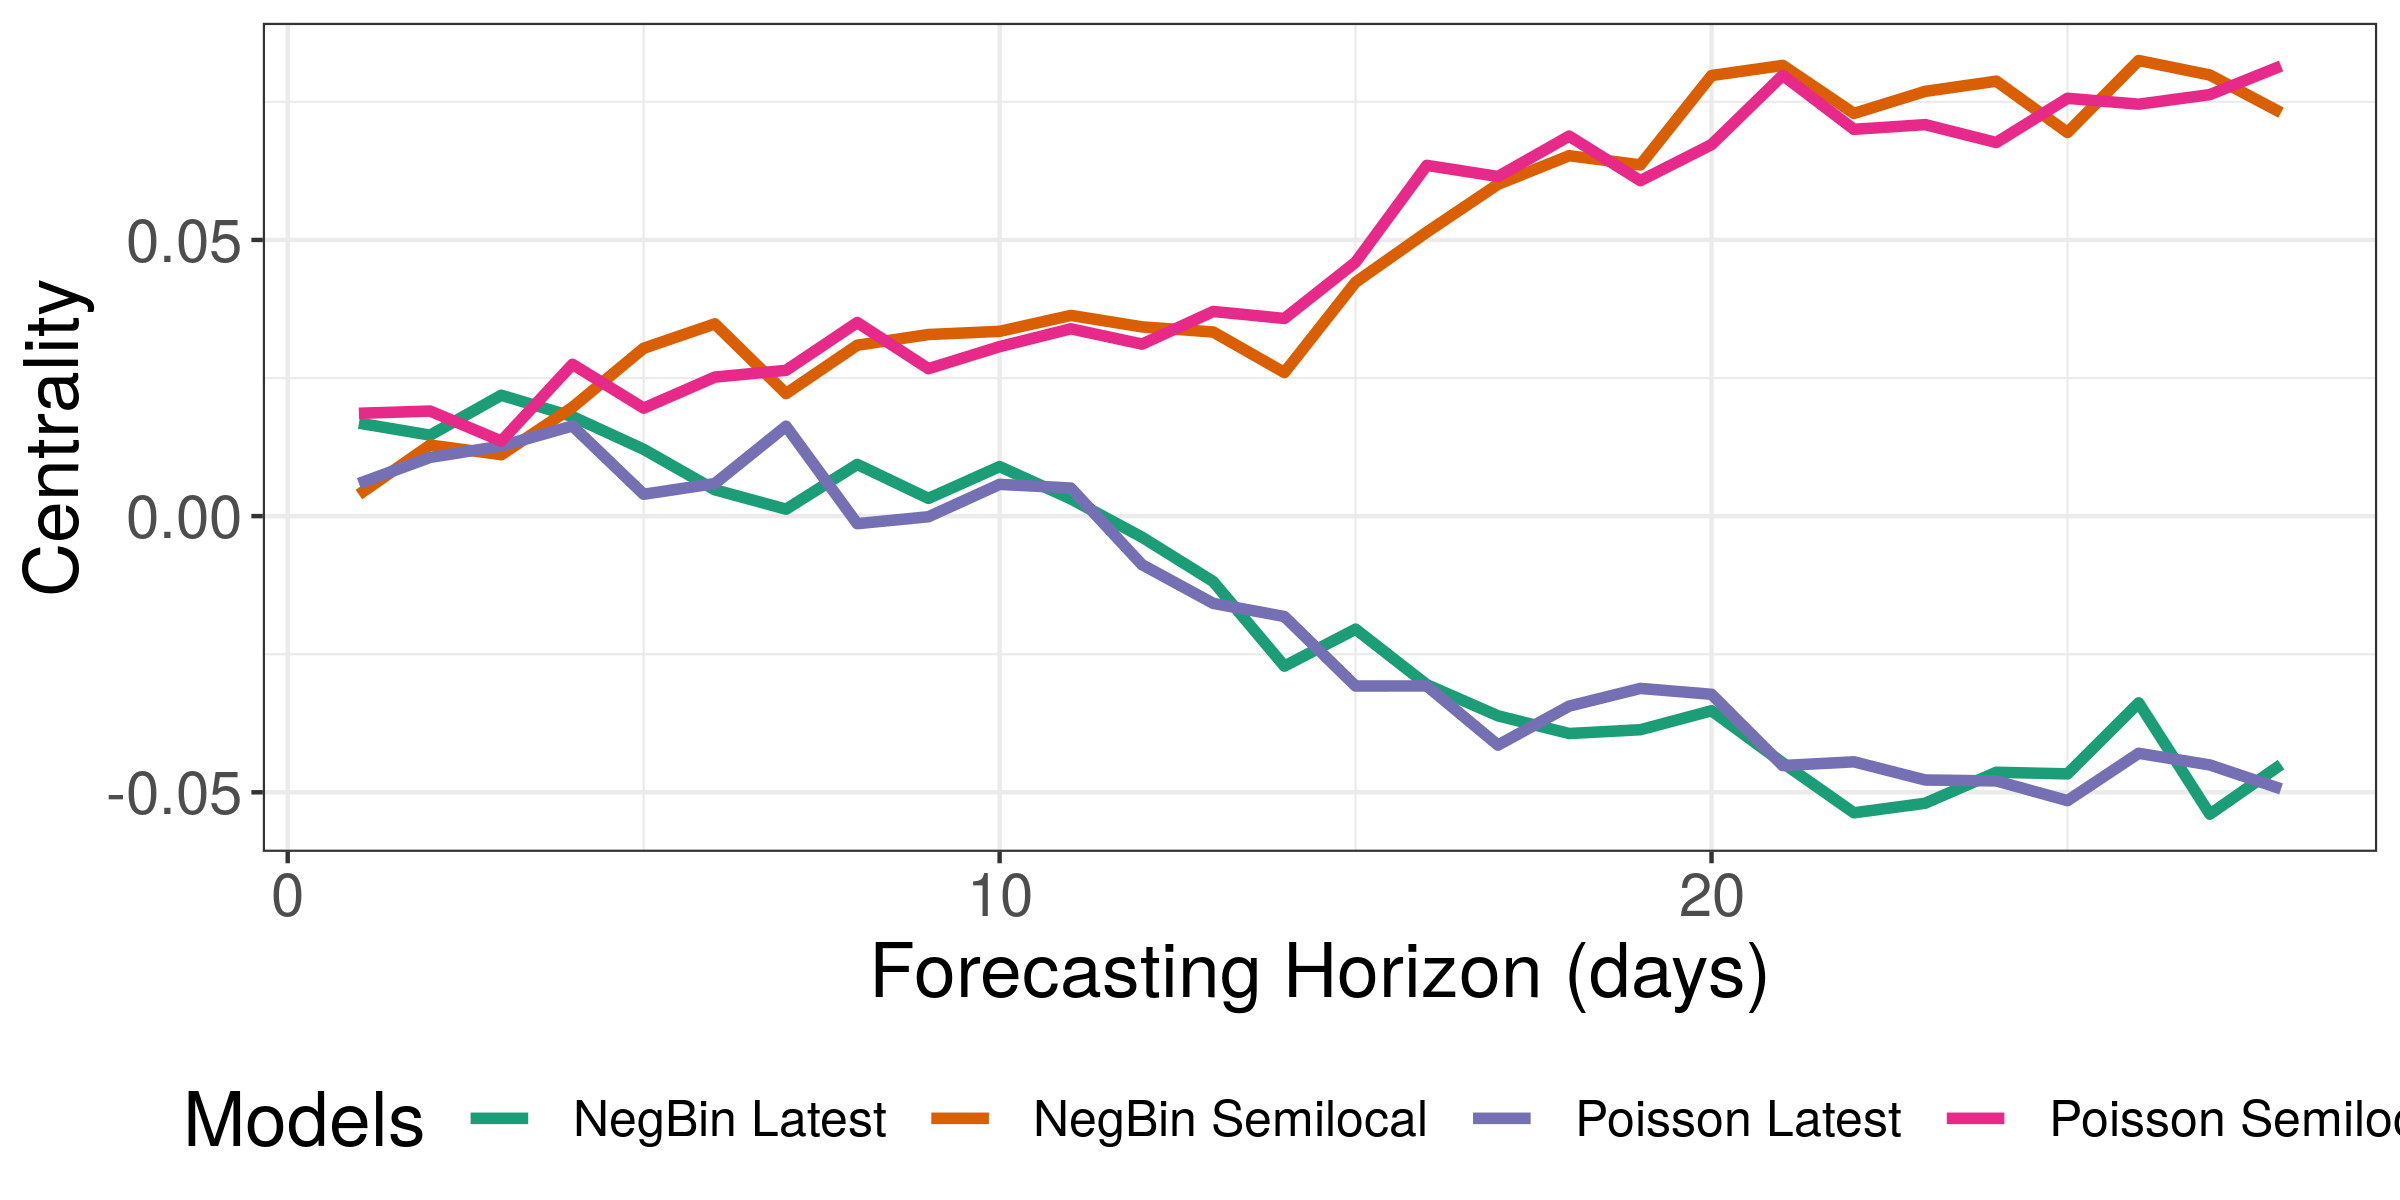 Centrality
0.05
0.00
-0.05
0 10 20
Forecasting Horizon (days)
Models NegBin Latest NegBin Semilocal Poisson Latest Poisson